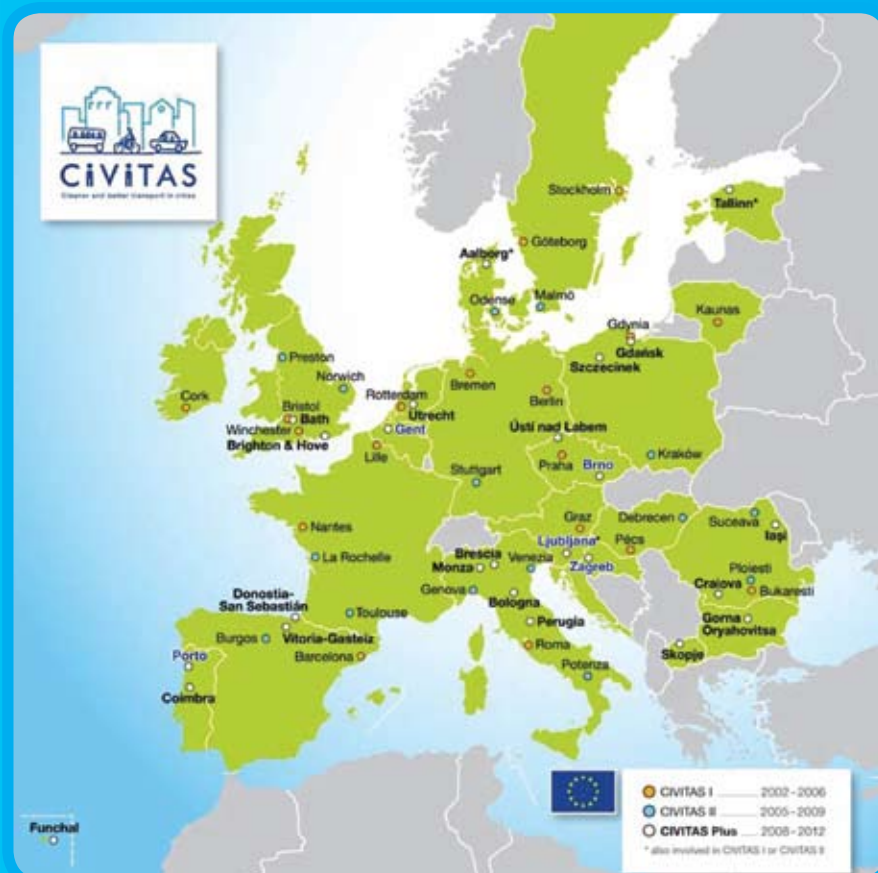 CIVITAS
Cleaner and better transport in cities
Stockholm
Tallinn*
Göteborg
Aalborg*
Odense
Malmö
Kaunas
Gdynia
Gdańsk
Szczecinek
Preston
Norwich
Cork
Bristol
Bath
Winchester
Brighton & Hove
Rotterdam
Utrecht
Gent
Lille
Bremen
Berlin
Ústí nad Labem
Praha
Brno
Kraków
Stuttgart
Nantes
La Rochelle
Graz
Debrecen
Suceava
Iaşi
Ljubljana*
Pécs
Zagreb
Brescia
Monza
Venezia
Ploiesti
Craiova
Bukaresti
Genova
Bologna
Donostia-
San Sebastián
Toulouse
Perugia
Gorna
Oryahovitsa
Burgos
Vitoria-Gasteiz
Roma
Skopje
Porto
Barcelona
Potenza
Coimbra
Funchal
CIVITAS I ........ 2002-2006
CIVITAS II ........ 2005-2009
CIVITAS Plus ........ 2008-2012
* also involved in CIVITAS I or CIVITAS II